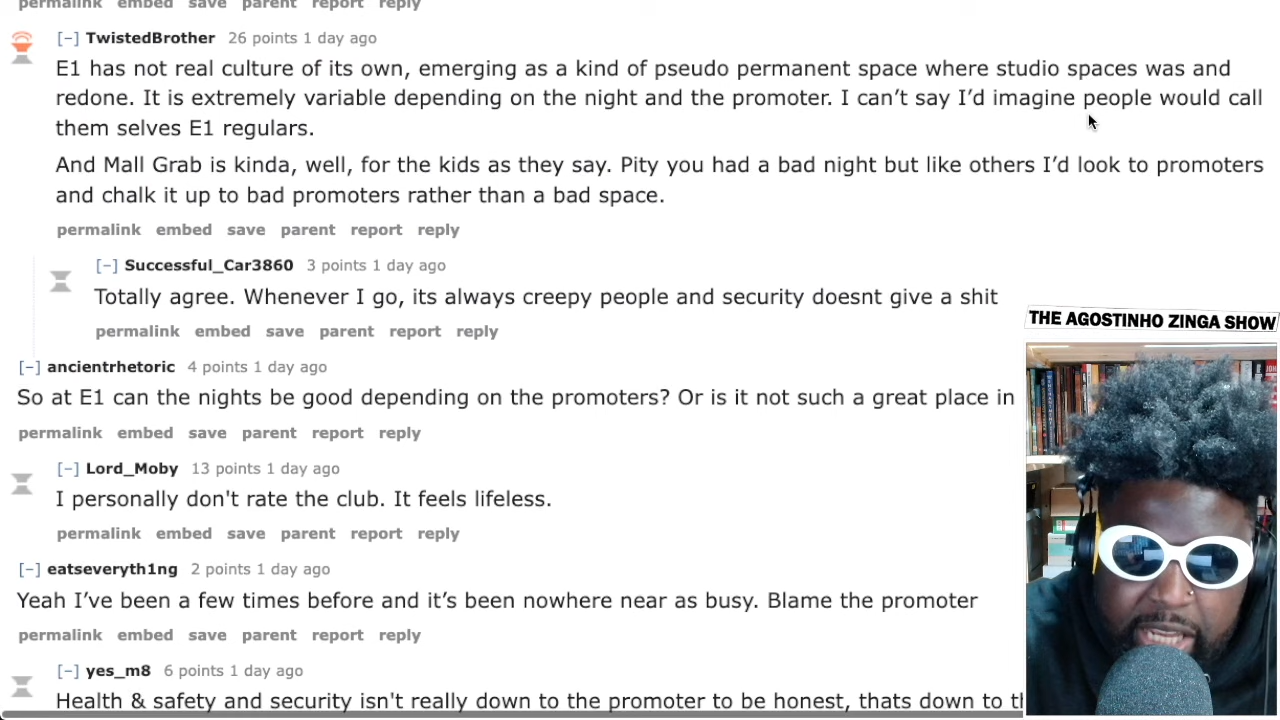 permalink embed save parent report reply
[-] TwistedBrother 26 points 1 day ago
E1 has not real culture of its own, emerging as a kind of pseudo permanent space where studio spaces was and
redone. It is extremely variable depending on the night and the promoter. I can’t say I’d imagine people would call
them selves E1 regulars.
And Mall Grab is kinda, well, for the kids as they say. Pity you had a bad night but like others I’d look to promoters
and chalk it up to bad promoters rather than a bad space.
permalink embed save parent report reply
[-] Successful_Car3860 3 points 1 day ago
Totally agree. Whenever I go, its always creepy people and security doesnt give a shit
permalink embed save parent report reply
THE AGOSTINHO ZINGA SHOW
[-] ancientrhetoric 4 points 1 day ago
So at E1 can the nights be good depending on the promoters? Or is it not such a great place in
permalink embed save parent report reply
[-] Lord_Moby 13 points 1 day ago
I personally don't rate the club. It feels lifeless.
permalink embed save parent report reply
[-] eatseveryth1ng 2 points 1 day ago
Yeah I’ve been a few times before and it’s been nowhere near as busy. Blame the promoter
permalink embed save parent report reply
[-] yes_m8 6 points 1 day ago
Health & safety and security isn't really down to the promoter to be honest, thats down to